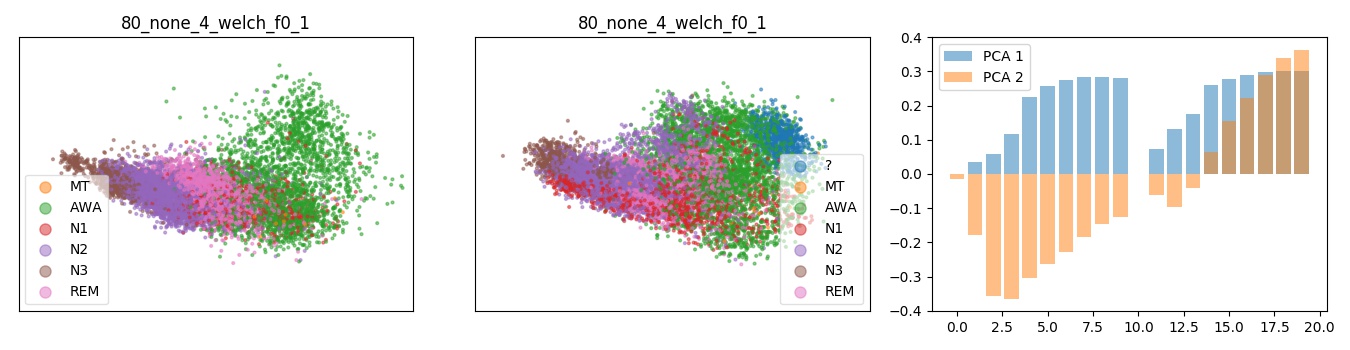 80_none_4_welch_f0_1
MT
AWA
N1
N2
N3
REM
80_none_4_welch_f0_1
?
MT
AWA
N1
N2
N3
REM
PCA 1
PCA 2
0.4
0.3
0.2
0.1
0.0
−0.1
−0.2
−0.3
−0.4
0.0 2.5 5.0 7.5 10.0 12.5 15.0 17.5 20.0